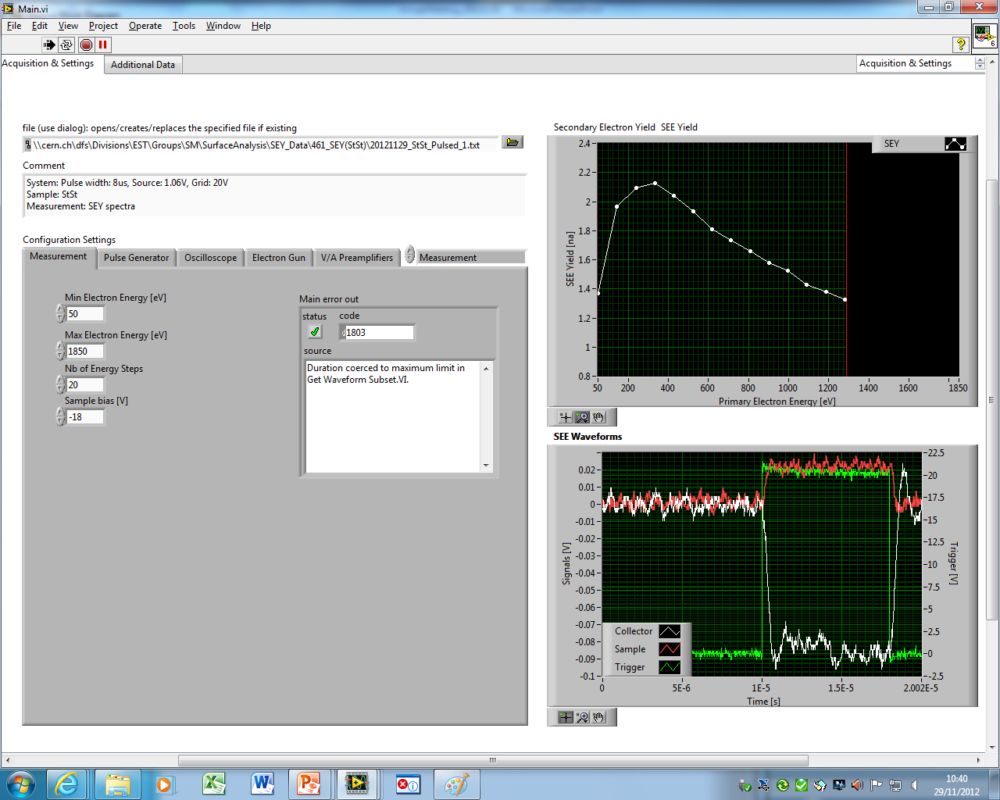 Main.vi
File Edit View Project Operate Tools Window Help
6
Acquisition & Settings
Additional Data
Acquisition & Settings
file (use dialog): opens/creates/replaces the specified file if existing
\\cern.ch\dfs\Divisions\EST\Groups\SM\SurfaceAnalysis\SEY_Data\461_SEY(StSt)\20121129_StSt_Pulsed_1.txt
Comment
System: Pulse width: 8us, Source: 1.06V, Grid: 20V
Sample: StSt
Measurement: SEY spectra
Configuration Settings
Measurement Pulse Generator Oscilloscope Electron Gun V/A Preamplifiers Measurement
Min Electron Energy [eV]
50
Max Electron Energy [eV]
1850
Nb of Energy Steps
20
Sample bias [V]
-18
Main error out
status code
1803
source
Duration coerced to maximum limit in
Get Waveform Subset.VI.
Secondary Electron Yield SEE Yield
SEY
SEE Yield [na]
2.4
2.2
2
1.8
1.6
1.4
1.2
1
0.8
50 200 400 600 800 1000 1200 1400 1600 1850
Primary Electron Energy [eV]
SEE Waveforms
Signals [V]
0.02
0.01
0
-0.01
-0.02
-0.03
-0.04
-0.05
-0.06
-0.07
-0.08
-0.09
-0.1
Collector
Sample
Trigger
22.5
20
17.5
15
12.5
10
7.5
5
2.5
0
-2.5
Trigger [V]
0 5E-6 1E-5 1.5E-5 2.002E-5
Time [s]
10:40
29/11/2012